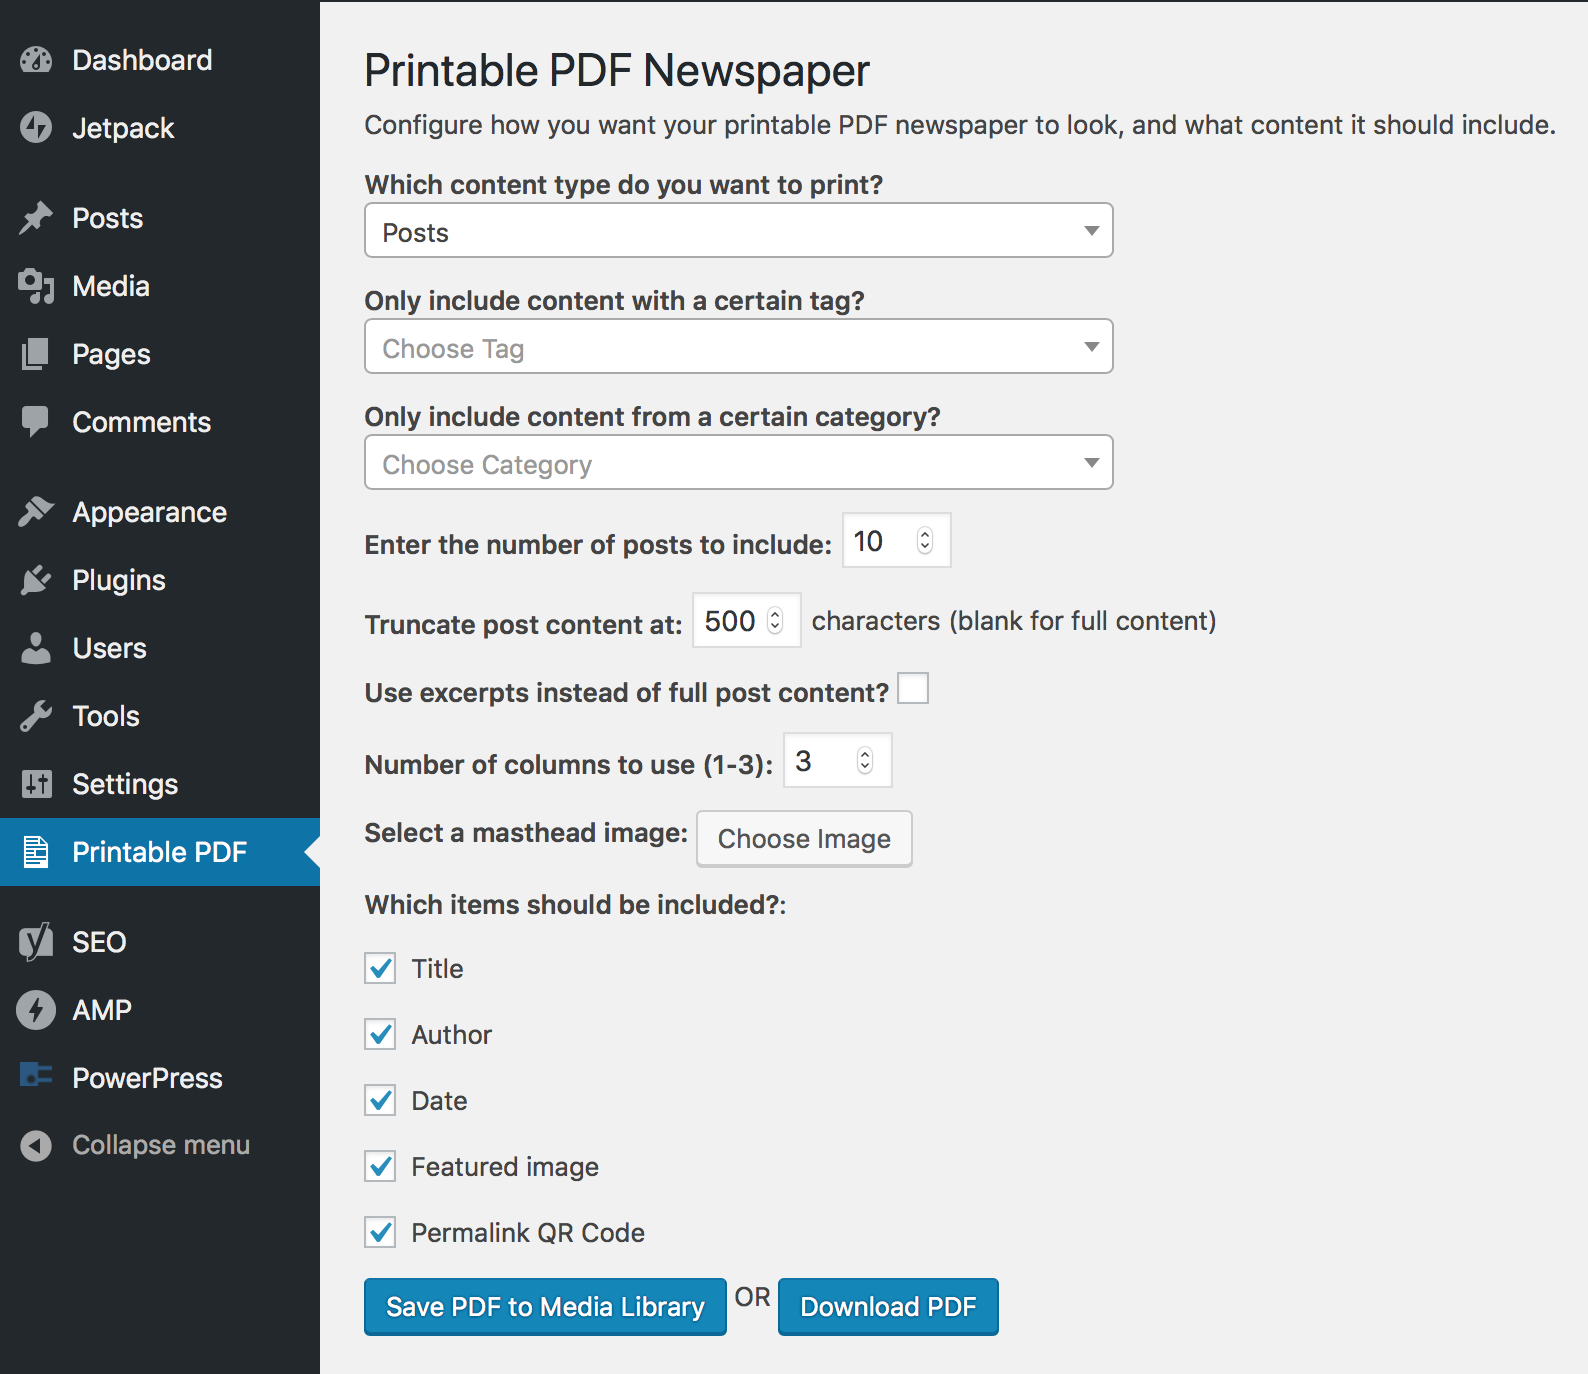 Dashboard
Jetpack
Posts
Media
Pages
Comments
Appearance
Plugins
Users
Tools
Settings
Printable PDF
SEO
AMP
PowerPress
Collapse menu
Printable PDF Newspaper
Configure how you want your printable PDF newspaper to look, and what content it should include.
Which content type do you want to print?
Posts
Only include content with a certain tag?
Choose Tag
Only include content from a certain category?
Choose Category
Enter the number of posts to include: 10
Truncate post content at: 500 characters (blank for full content)
Use excerpts instead of full post content?
Number of columns to use (1-3): 3
Select a masthead image: Choose Image
Which items should be included?:
Title
Author
Date
Featured image
Permalink QR Code
Save PDF to Media Library OR Download PDF